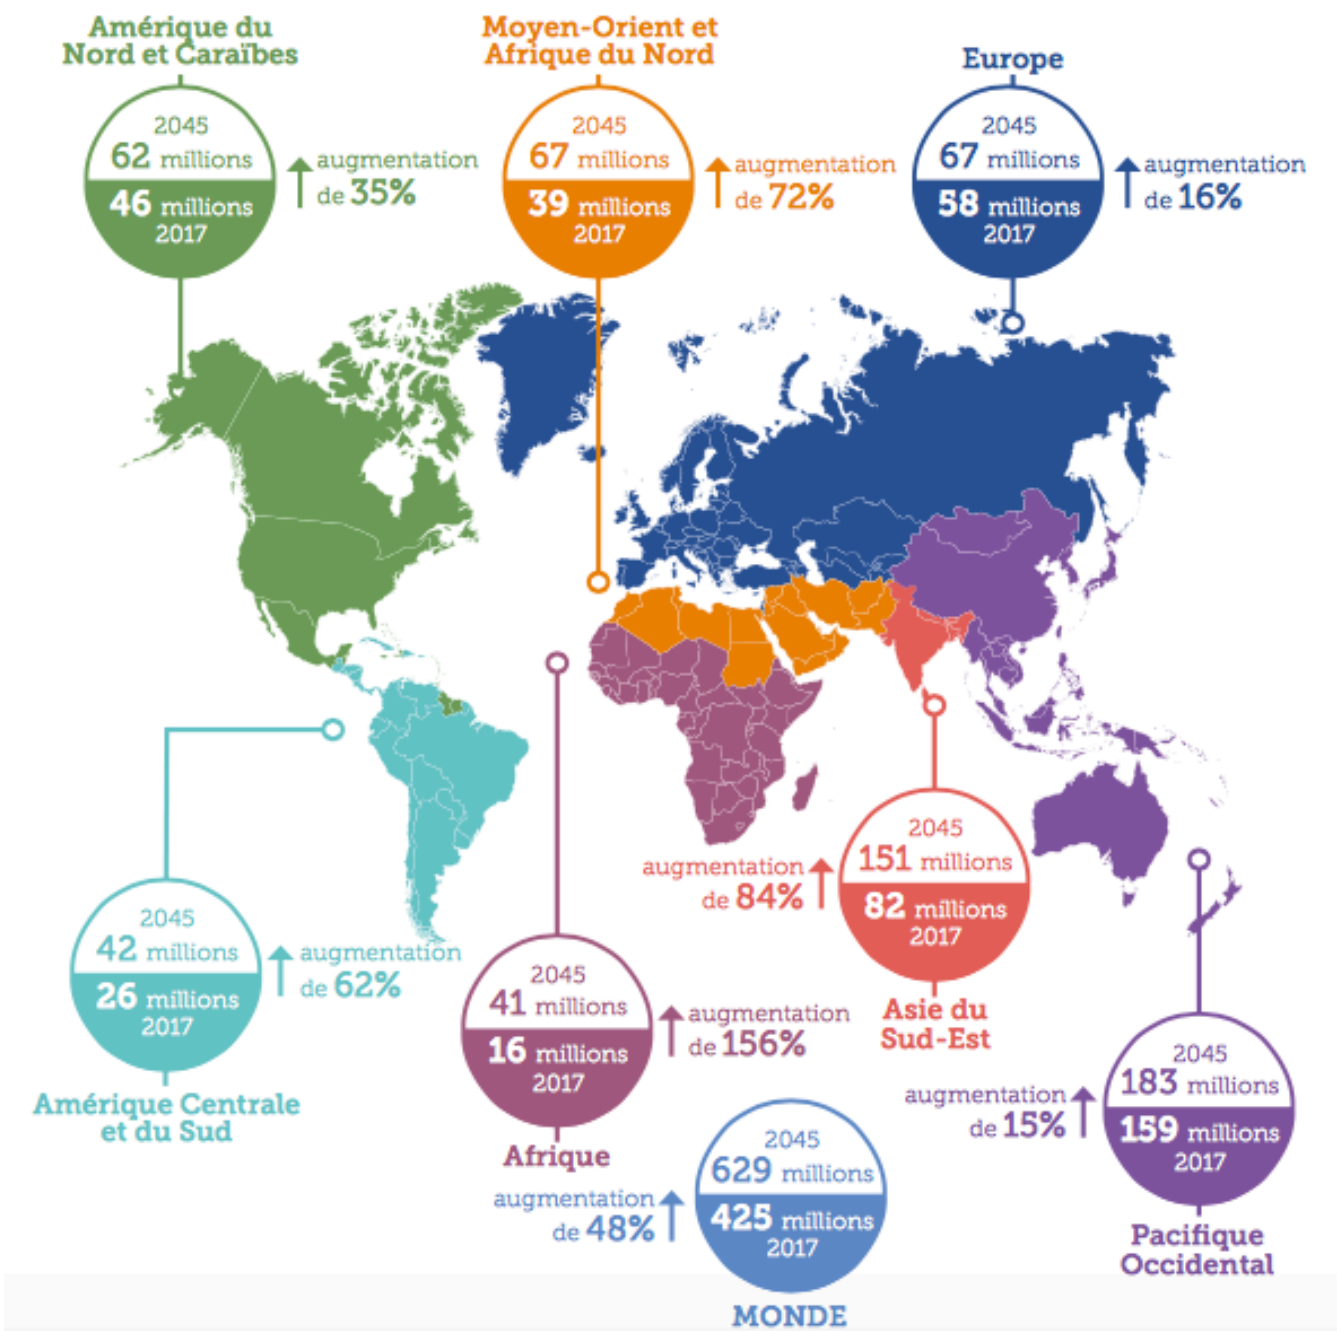 Amérique du
Nord et Caraïbes
2045
62 millions
46 millions
2017
augmentation
de 35%
Moyen-Orient et
Afrique du Nord
2045
67 millions
39 millions
2017
augmentation
de 72%
Europe
2045
67 millions
58 millions
2017
augmentation
de 16%
2045
42 millions
26 millions
2017
augmentation
de 62%
Amérique Centrale
et du Sud
2045
41 millions
16 millions
2017
augmentation
de 156%
Afrique
augmentation
de 84%
2045
151 millions
82 millions
2017
Asie du
Sud-Est
augmentation
de 15%
2045
183 millions
159 millions
2017
Pacifique
Occidental
augmentation
de 48%
2045
629 millions
425 millions
2017
MONDE